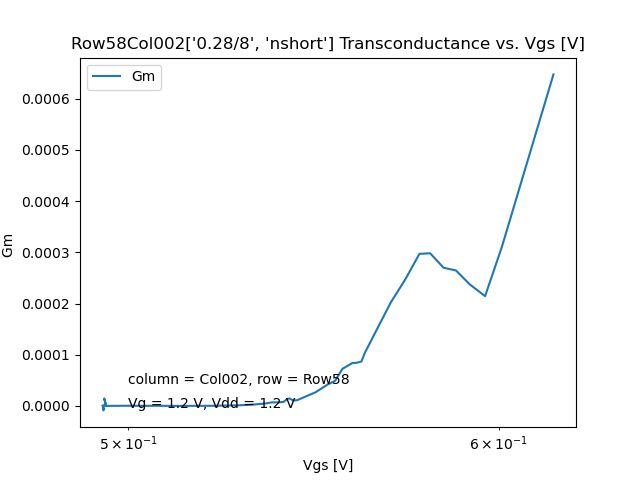 Row58Col002['0.28/8', 'nshort'] Transconductance vs. Vgs [V]
Gm
0.0006
0.0005
0.0004
0.0003
0.0002
0.0001
0.0000
Gm
column = Col002, row = Row58
Vg = 1.2 V, Vdd = 1.2 V
5 × 10⁻¹
6 × 10⁻¹
Vgs [V]